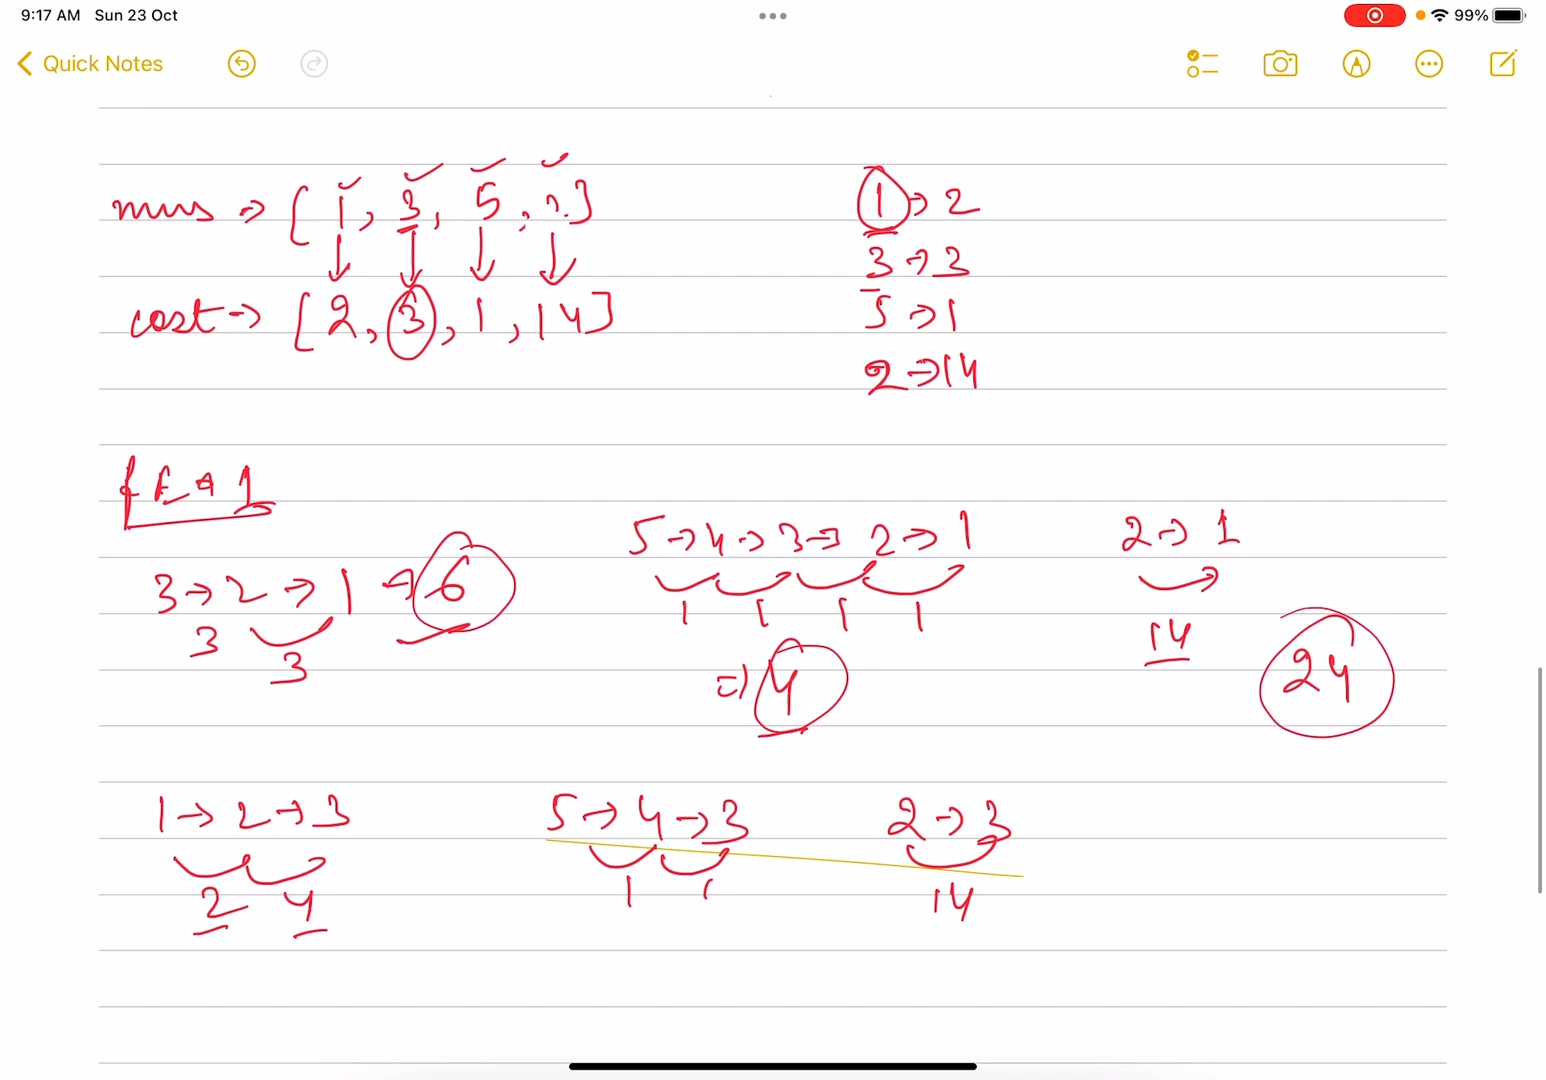 9:17 AM Sun 23 Oct
99%
Quick Notes
nums → [1, 3, 5, 2]
cost → [2, 3, 1, 14]
1 → 2
3 → 3
5 → 1
2 → 14
1
3 → 2 → 1 ⇒ 6
3 3
5 → 4 → 3 → 2 → 1
1 1 1 1
⇒ 4
2 → 1
14
24
1 → 2 → 3
2 4
5 → 4 → 3
1 1
2 → 3
14